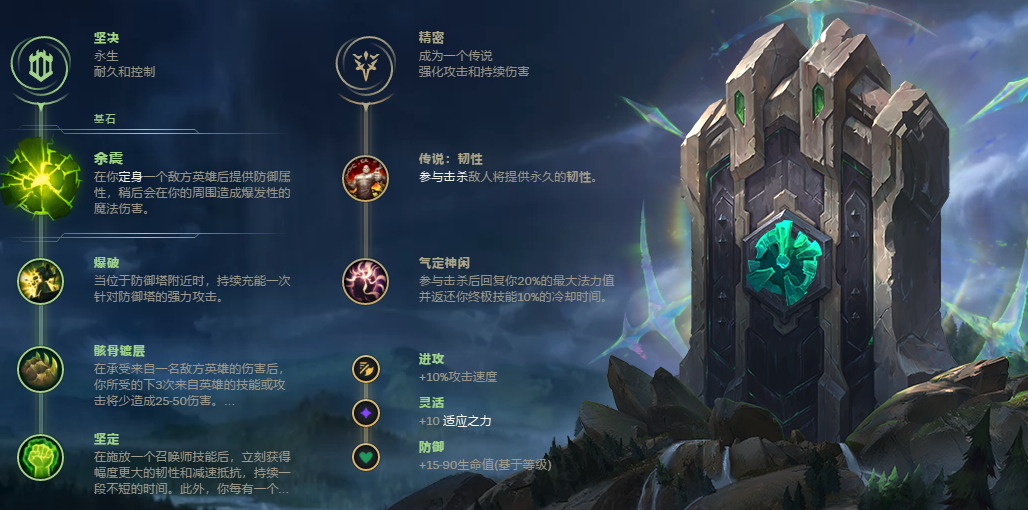 坚决
永生
耐久和控制
基石
余震
在你定身一个敌方英雄后提供防御属
性，稍后会在你的周围造成爆发性的
魔法伤害。
爆破
当位于防御塔附近时，持续充能一次
针对防御塔的强力攻击。
骸骨镀层
在承受来自一名敌方英雄的伤害后，
你所受的下3次来自英雄的技能或攻
击将少造成25-50伤害。...
坚定
在施放一个召唤师技能后，立刻获得
幅度更大的韧性和减速抵抗，持续一
段不短的时间。此外，你每有一个...
精密
成为一个传说
强化攻击和持续伤害
传说：韧性
参与击杀敌人将提供永久的韧性。
气定神闲
参与击杀后回复你20%的最大法力值
并返还你终极技能10%的冷却时间。
进攻
+10%攻击速度
灵活
+10 适应之力
防御
+15-90生命值(基于等级)